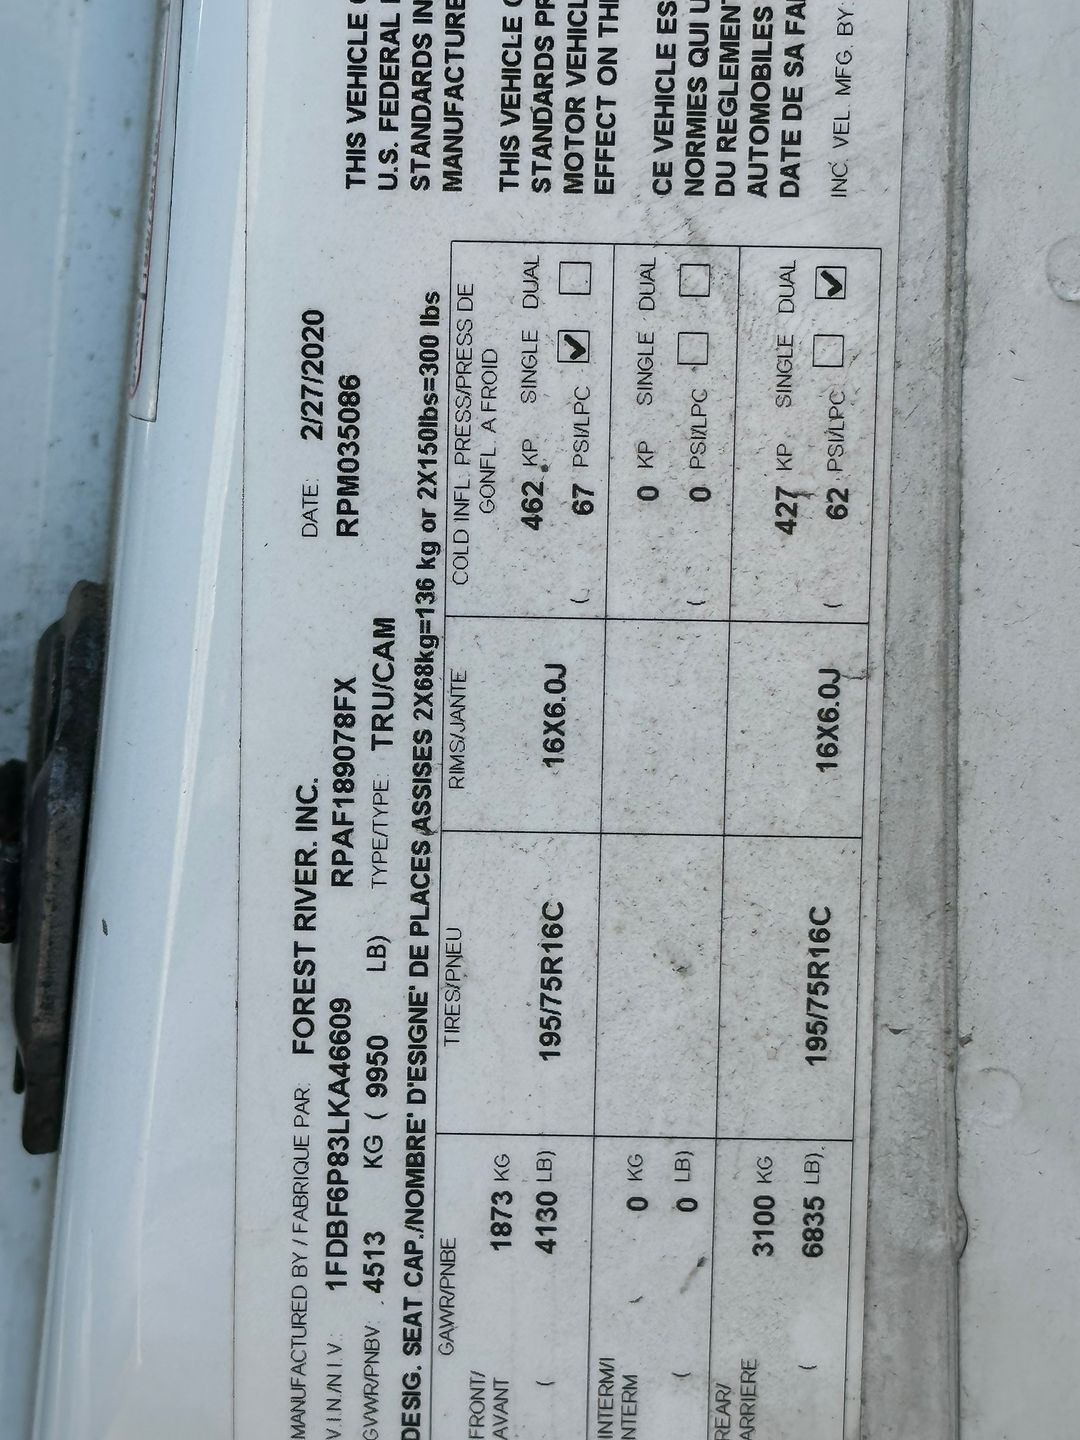 MANUFACTURED BY / FABRIQUE PAR: FOREST RIVER. INC. DATE: 2/27/2020
V.I.N./N.I.V: 1FDBF6P83LKA46609 RPAF189078FX RPM035086
GVWR/PNBV: 4513 KG ( 9950 LB) TYPE/TYPE: TRU/CAM
DESIG. SEAT CAP./NOMBRE' D'ESIGNE' DE PLACES ASSISES 2X68kg=136 kg or 2X150lbs=300 lbs
GAWR/PNBE TIRES/PNEU RIMS/JANTE COLD INFL. PRESS/PRESS DE
GONFL. A FROID
FRONT/ 1873 KG 462 KP. SINGLE DUAL
AVANT ( 4130 LB) 195/75R16C 16X6.0J ( 67 PSI/LPC ✔ ☐
INTERM/I 0 KG 0 KP SINGLE DUAL
NTERM ( 0 LB) ( 0 PSI/LPC ☐ ☐
REAR/ 3100 KG 427 KP. SINGLE DUAL
ARRIERE ( 6835 LB). 195/75R16C 16X6.0J ( 62 PSI/LPC ☐ ✔
THIS VEHICLE
U.S. FEDERAL
STANDARDS IN
MANUFACTURE
THIS VEHICLE
STANDARDS
MOTOR VEHICL
EFFECT ON
CE VEHICLE ES
NORMIES QUI
DU REGLEMENT
AUTOMOBILES
DATE DE SA
INC. VEL. MFG. BY: